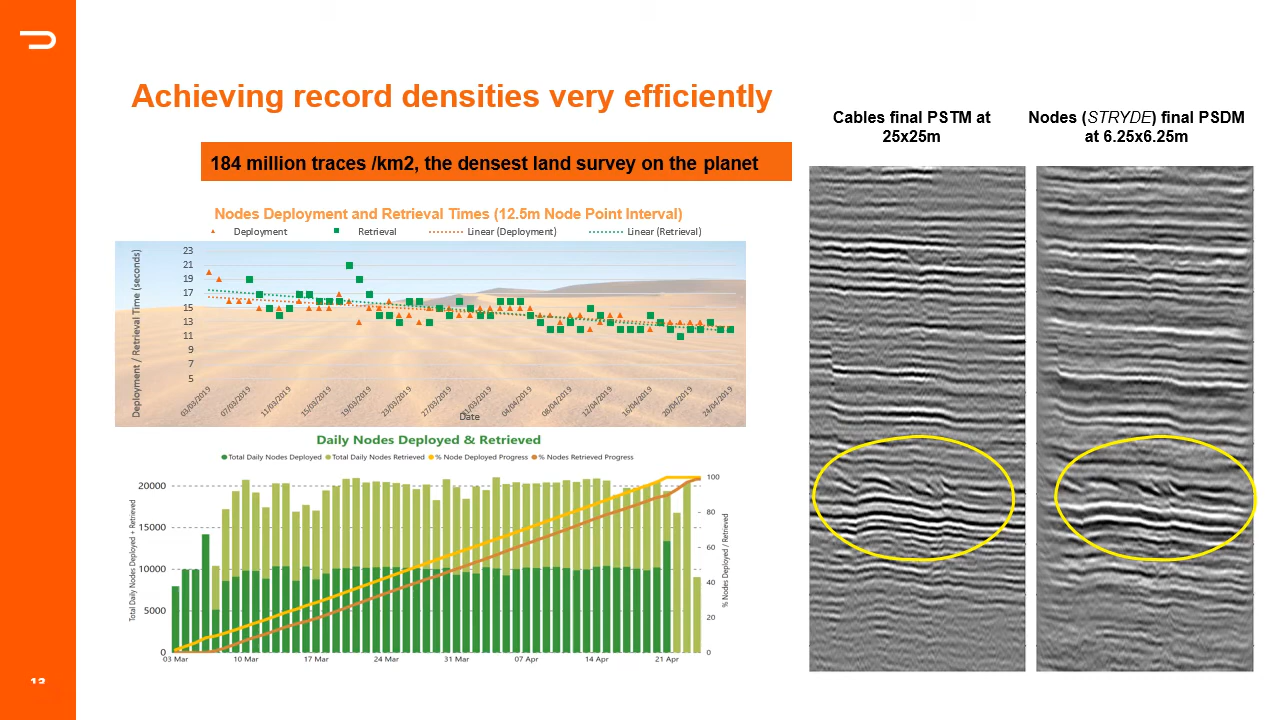 Achieving record densities very efficiently
184 million traces /km2, the densest land survey on the planet
Cables final PSTM at
25x25m
Nodes (STRYDE) final PSDM
at 6.25x6.25m
Nodes Deployment and Retrieval Times (12.5m Node Point Interval)
Deployment Retrieval Linear (Deployment) Linear (Retrieval)
Deployment / Retrieval Time (seconds)
23
21
19
17
15
13
11
9
7
5
03/03/2019 07/03/2019 11/03/2019 15/03/2019 19/03/2019 23/03/2019 27/03/2019 31/03/2019 04/04/2019 08/04/2019 12/04/2019 16/04/2019 20/04/2019 24/04/2019
Date
Daily Nodes Deployed & Retrieved
Total Daily Nodes Deployed Total Daily Nodes Retrieved % Node Deployed Progress % Nodes Retrieved Progress
Total Daily Nodes Deployed + Retrieved
20000
15000
10000
5000
0
100
80
60
40
20
0
% Nodes Deployed / Retrieved
03 Mar 10 Mar 17 Mar 24 Mar 31 Mar 07 Apr 14 Apr 21 Apr